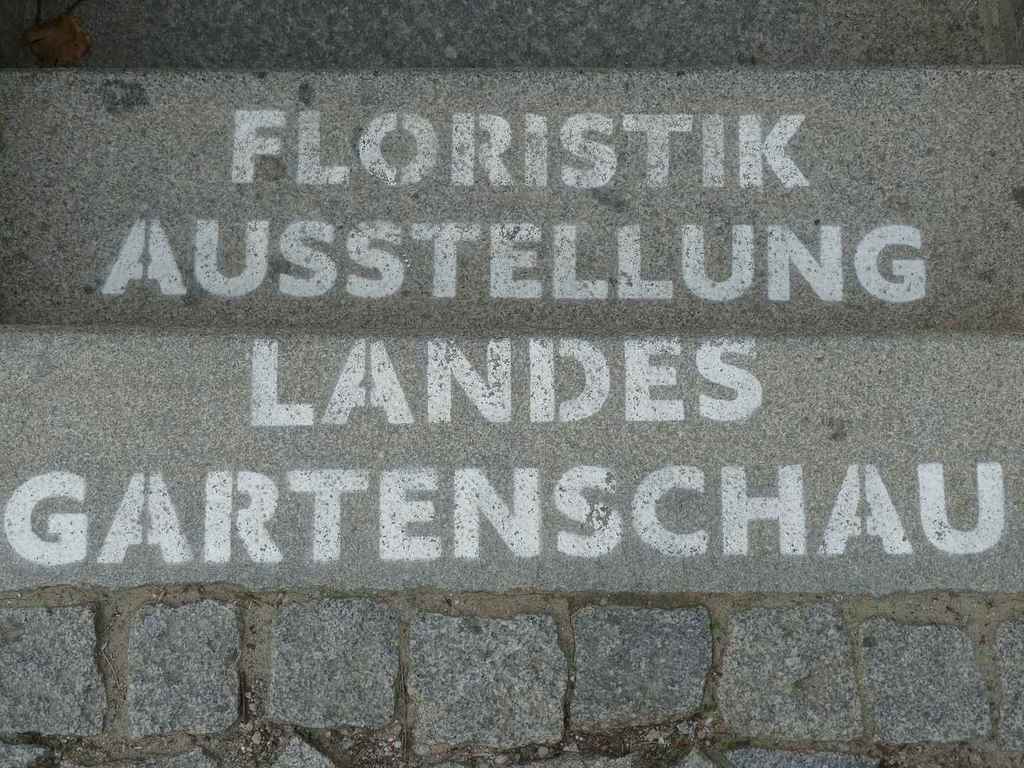 FLORISTIK
AUSSTELLUNG
LANDES
GARTENSCHAU